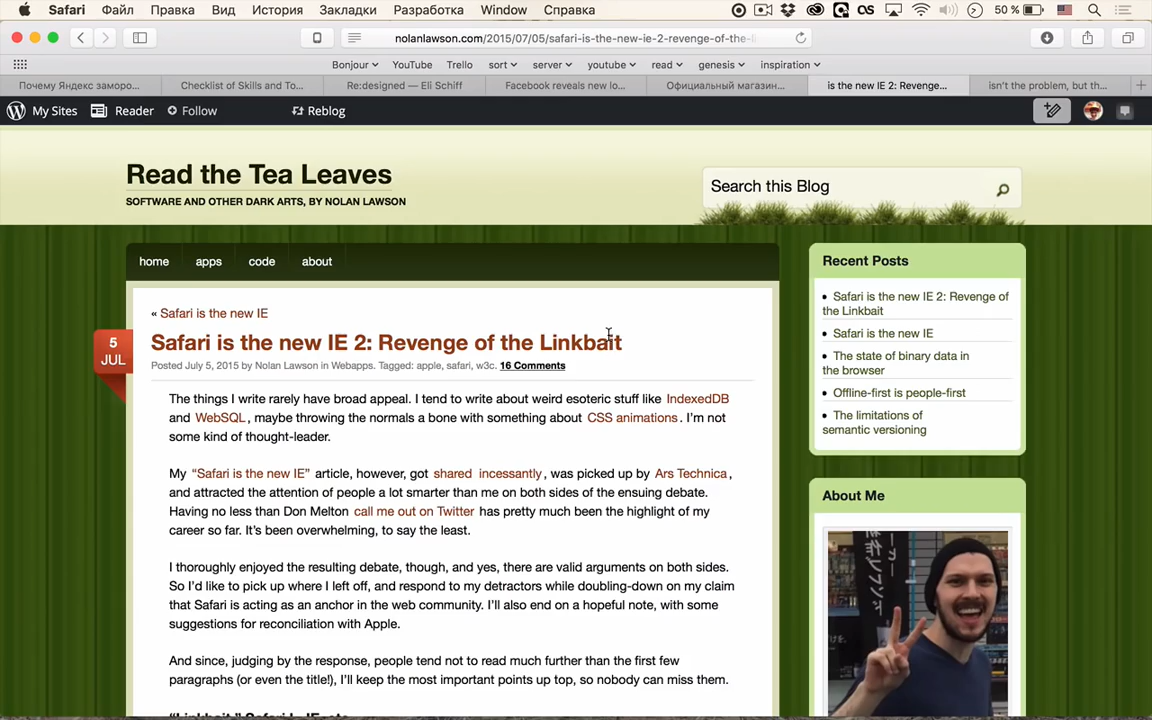 Safari Файл Правка Вид История Закладки Разработка Window Справка 50 %
nolanlawson.com/2015/07/05/safari-is-the-new-ie-2-revenge-of-the-l
Bonjour YouTube Trello sort server youtube read genesis inspiration
Почему Яндекс заморо... Checklist of Skills and To... Re:designed — Eli Schiff Facebook reveals new lo... Официальный магазин... is the new IE 2: Revenge... isn't the problem, but th...
My Sites Reader Follow Reblog
Read the Tea Leaves
SOFTWARE AND OTHER DARK ARTS, BY NOLAN LAWSON
Search this Blog
home apps code about
« Safari is the new IE
5
JUL
Safari is the new IE 2: Revenge of the Linkbait
Posted July 5, 2015 by Nolan Lawson in Webapps. Tagged: apple, safari, w3c. 16 Comments
The things I write rarely have broad appeal. I tend to write about weird esoteric stuff like IndexedDB
and WebSQL, maybe throwing the normals a bone with something about CSS animations. I'm not
some kind of thought-leader.
My “Safari is the new IE” article, however, got shared incessantly, was picked up by Ars Technica,
and attracted the attention of people a lot smarter than me on both sides of the ensuing debate.
Having no less than Don Melton call me out on Twitter has pretty much been the highlight of my
career so far. It's been overwhelming, to say the least.
I thoroughly enjoyed the resulting debate, though, and yes, there are valid arguments on both sides.
So I'd like to pick up where I left off, and respond to my detractors while doubling-down on my claim
that Safari is acting as an anchor in the web community. I'll also end on a hopeful note, with some
suggestions for reconciliation with Apple.
And since, judging by the response, people tend not to read much further than the first few
paragraphs (or even the title!), I'll keep the most important points up top, so nobody can miss them.
Recent Posts
Safari is the new IE 2: Revenge of
the Linkbait
Safari is the new IE
The state of binary data in
the browser
Offline-first is people-first
The limitations of
semantic versioning
About Me